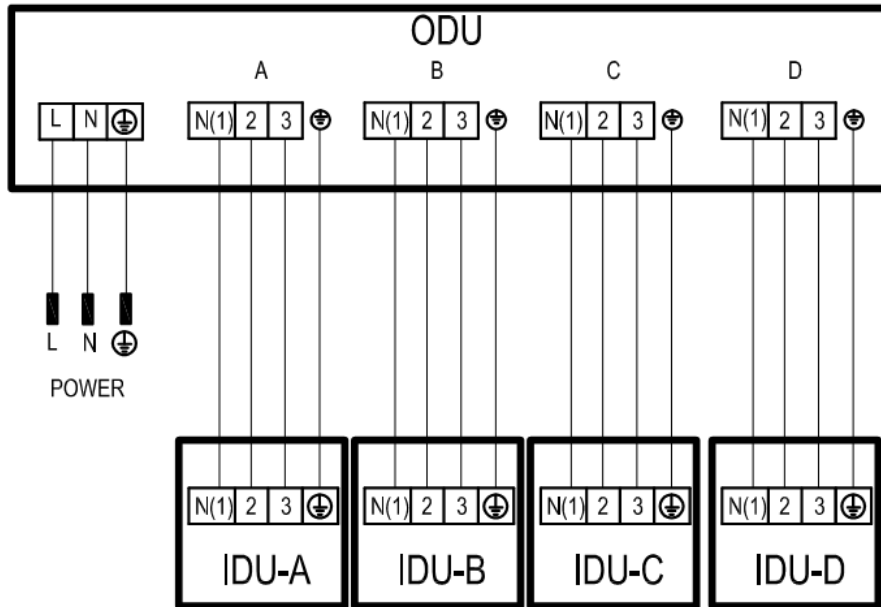 ODU
A B C D
L N N(1) 2 3 N(1) 2 3 N(1) 2 3 N(1) 2 3
L N
POWER
N(1) 2 3 N(1) 2 3 N(1) 2 3 N(1) 2 3
IDU-A IDU-B IDU-C IDU-D